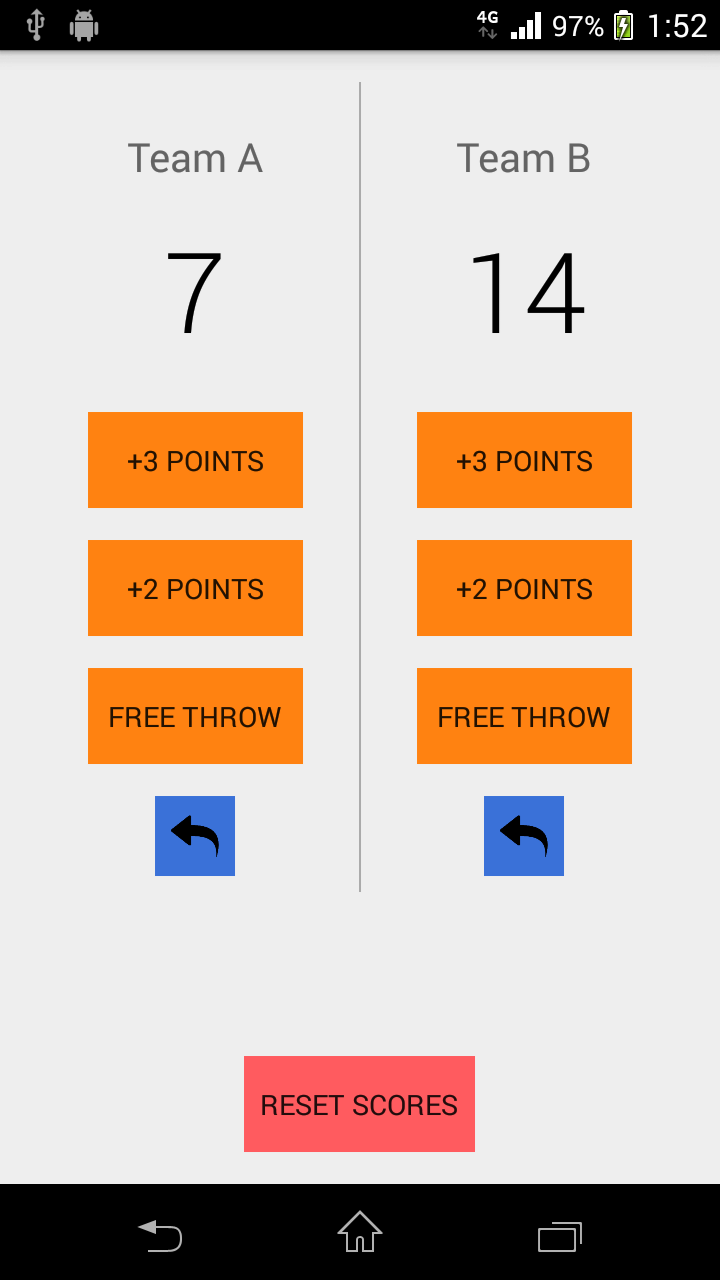 4G 97% 1:52
Team A
7
+3 POINTS
+2 POINTS
FREE THROW
Team B
14
+3 POINTS
+2 POINTS
FREE THROW
RESET SCORES